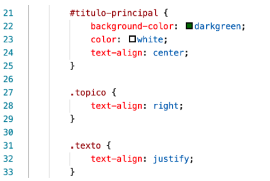 21 #titulo-principal {
22 background-color: darkgreen;
23 color: white;
24 text-align: center;
25 }
26
27 .topico {
28 text-align: right;
29 }
30
31 .texto {
32 text-align: justify;
33 }